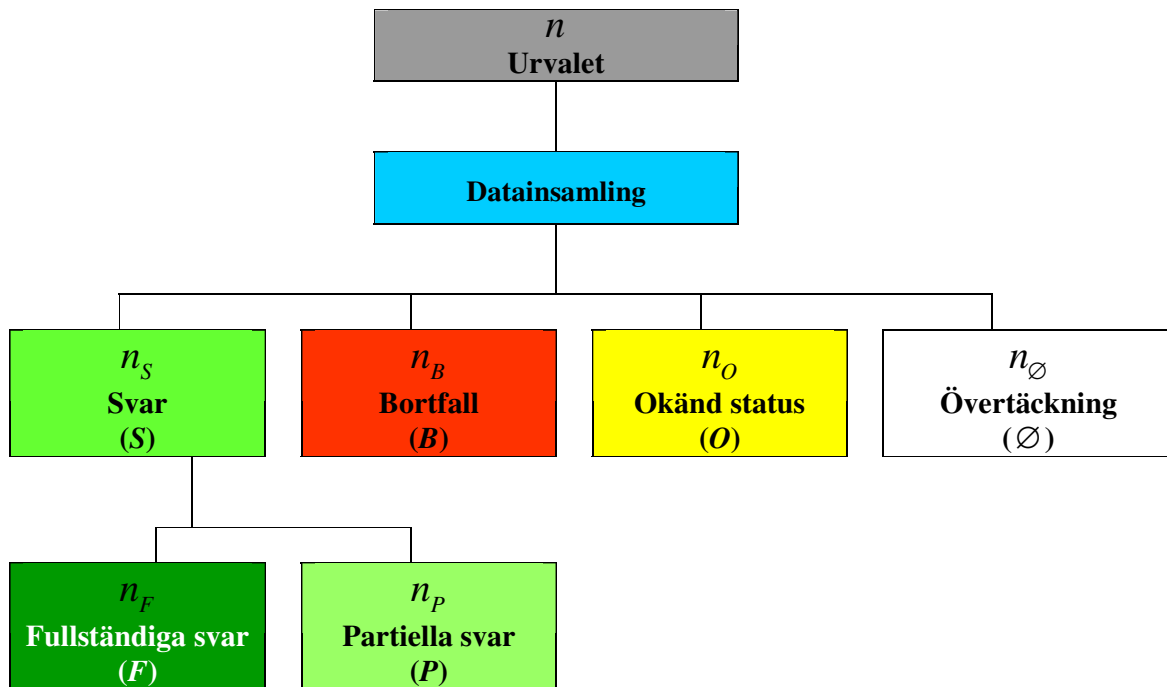 n
Urvalet
Datainsamling
n_S
Svar
(S)
n_B
Bortfall
(B)
n_O
Okänd status
(O)
n_∅
Övertäckning
(∅)
n_F
Fullständiga svar
(F)
n_P
Partiella svar
(P)